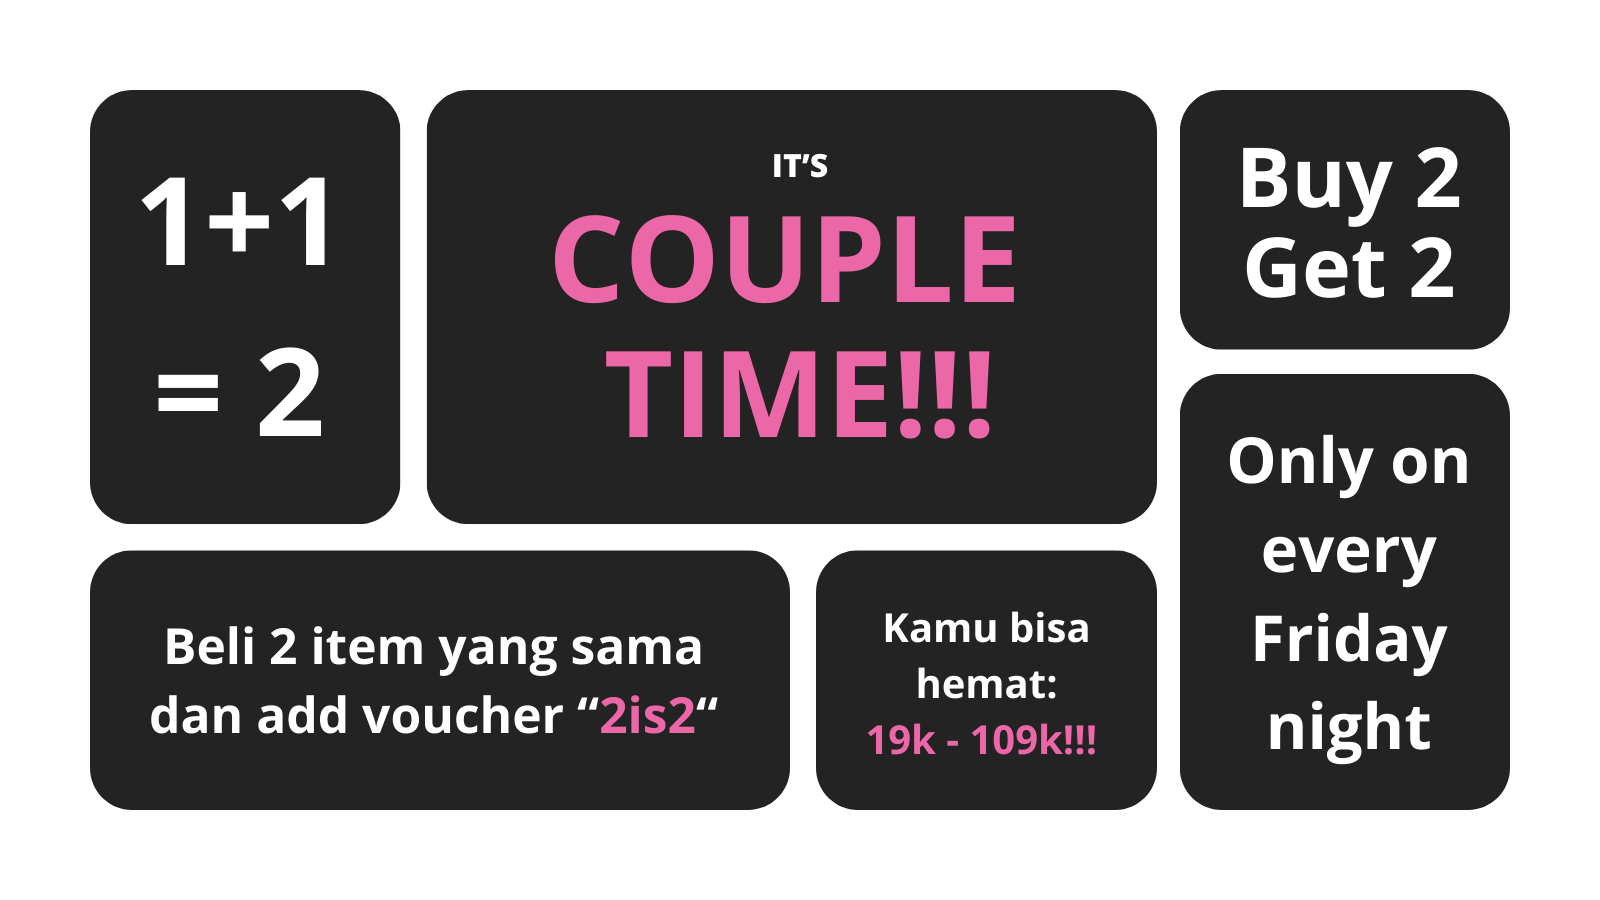 1+1
= 2
IT’S
COUPLE
TIME!!!
Buy 2
Get 2
Beli 2 item yang sama
dan add voucher “2is2“
Kamu bisa
hemat:
19k - 109k!!!
Only on
every
Friday
night